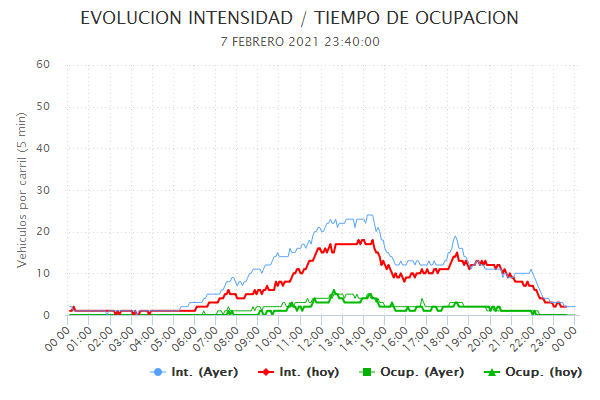 EVOLUCION INTENSIDAD / TIEMPO DE OCUPACION
7 FEBRERO 2021 23:40:00
Vehiculos por carril (5 min)
60
50
40
30
20
10
0
00:00 01:00 02:00 03:00 04:00 05:00 06:00 07:00 08:00 09:00 10:00 11:00 12:00 13:00 14:00 15:00 16:00 17:00 18:00 19:00 20:00 21:00 22:00 23:00 00:00
Int. (Ayer) Int. (hoy) Ocup. (Ayer) Ocup. (hoy)